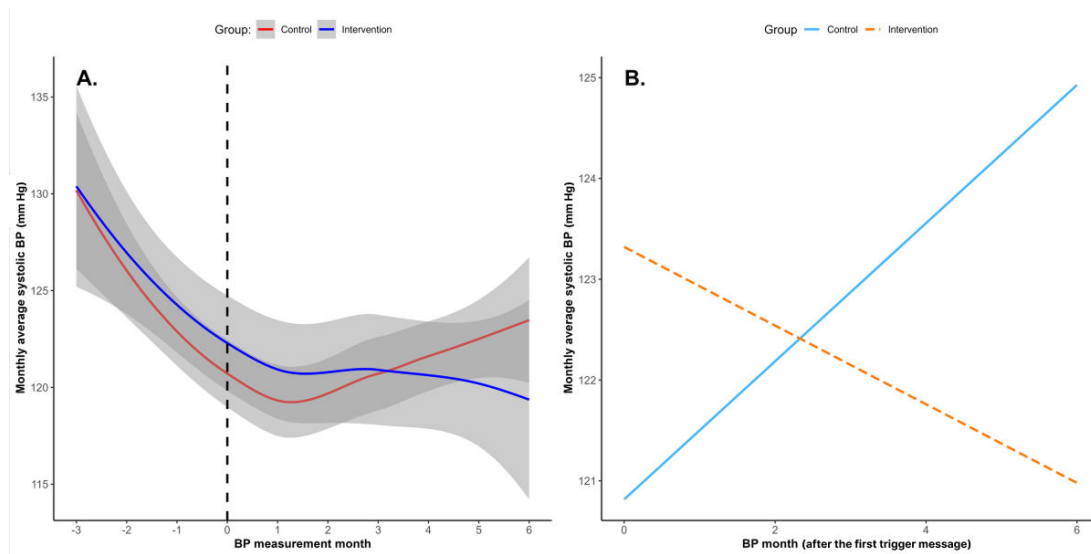 Group: Control Intervention
A.
Monthly average systolic BP (mm Hg)
135
130
125
120
115
-3 -2 -1 0 1 2 3 4 5 6
BP measurement month
Group Control Intervention
B.
Monthly average systolic BP (mm Hg)
125
124
123
122
121
0 2 4 6
BP month (after the first trigger message)